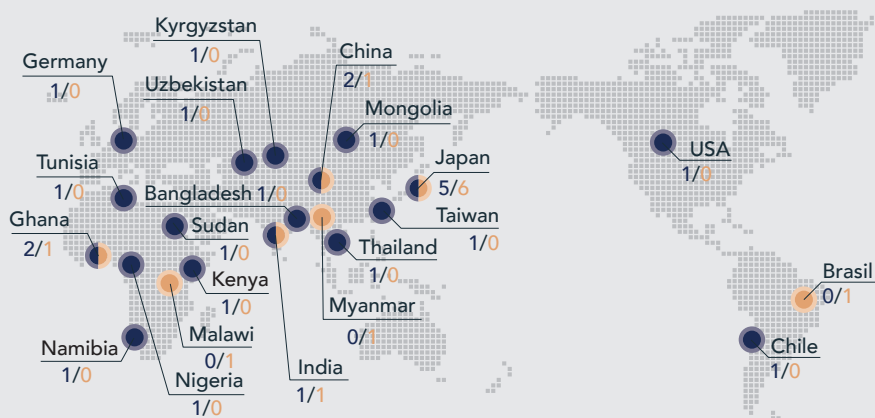 Kyrgyzstan
1/0
Germany
1/0
China
2/1
Uzbekistan
1/0
Mongolia
1/0
USA
1/0
Tunisia
1/0
Bangladesh
1/0
Japan
5/6
Ghana
2/1
Sudan
1/0
Taiwan
1/0
Thailand
1/0
Kenya
1/0
Brasil
0/1
Myanmar
0/1
Malawi
0/1
Namibia
1/0
Nigeria
1/0
India
1/1
Chile
1/0